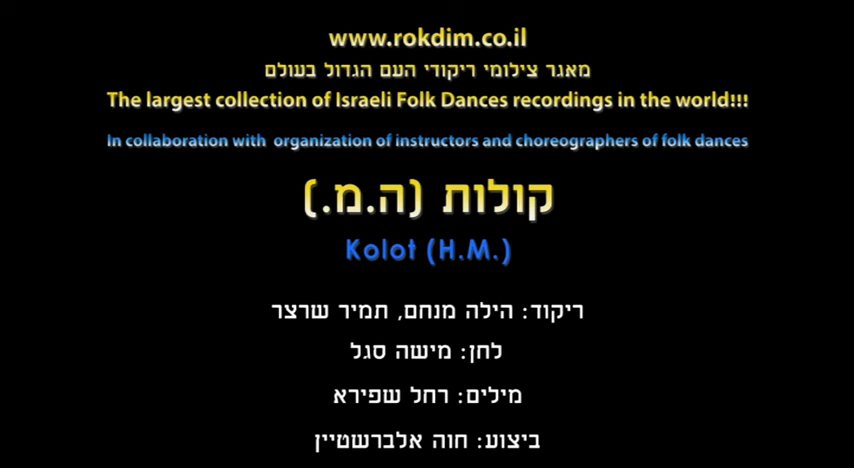 www.rokdim.co.il
מאגר צילומי ריקודי העם הגדול בעולם
The largest collection of Israeli Folk Dances recordings in the world!!!
In collaboration with organization of instructors and choreographers of folk dances
קולות (ה.מ.)
Kolot (H.M.)
ריקוד: הילה מנחם, תמיר שרצר
לחן: מישה סגל
מילים: רחל שפירא
ביצוע: חוה אלברשטיין